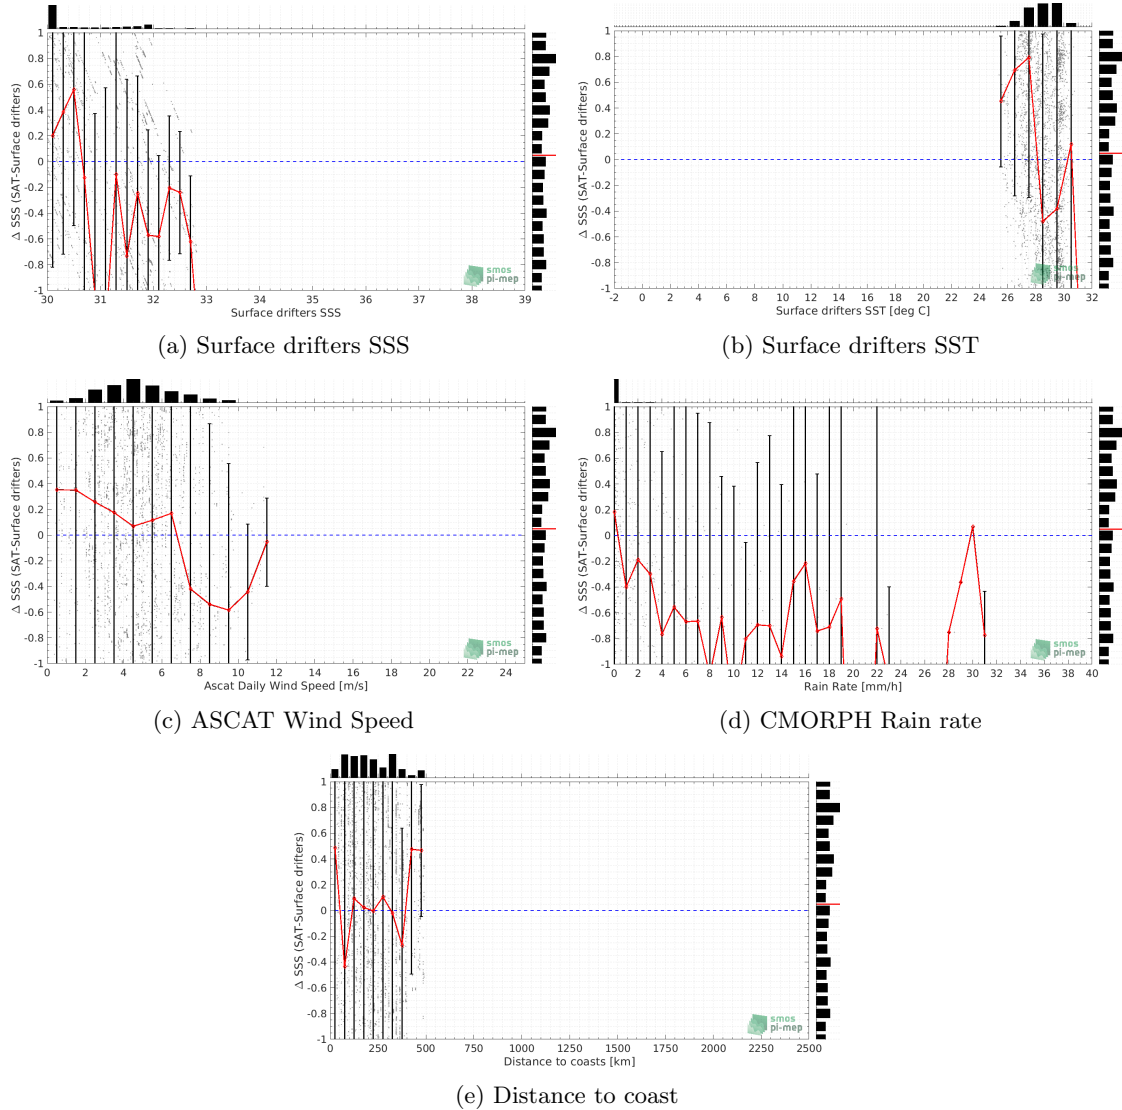 1
0.8
0.6
0.4
0.2
0
-0.2
-0.4
-0.6
-0.8
-1
Δ SSS (SAT-Surface drifters)
30 31 32 33 34 35 36 37 38 39
Surface drifters SSS
smos
pi-mep
(a) Surface drifters SSS
1
0.8
0.6
0.4
0.2
0
-0.2
-0.4
-0.6
-0.8
-1
Δ SSS (SAT-Surface drifters)
-2 0 2 4 6 8 10 12 14 16 18 20 22 24 26 28 30 32
Surface drifters SST [deg C]
smos
pi-mep
(b) Surface drifters SST
1
0.8
0.6
0.4
0.2
0
-0.2
-0.4
-0.6
-0.8
-1
Δ SSS (SAT-Surface drifters)
0 2 4 6 8 10 12 14 16 18 20 22 24
Ascat Daily Wind Speed [m/s]
smos
pi-mep
(c) ASCAT Wind Speed
1
0.8
0.6
0.4
0.2
0
-0.2
-0.4
-0.6
-0.8
-1
Δ SSS (SAT-Surface drifters)
0 2 4 6 8 10 12 14 16 18 20 22 24 26 28 30 32 34 36 38 40
Rain Rate [mm/h]
smos
pi-mep
(d) CMORPH Rain rate
1
0.8
0.6
0.4
0.2
0
-0.2
-0.4
-0.6
-0.8
-1
Δ SSS (SAT-Surface drifters)
0 250 500 750 1000 1250 1500 1750 2000 2250 2500
Distance to coasts [km]
smos
pi-mep
(e) Distance to coast